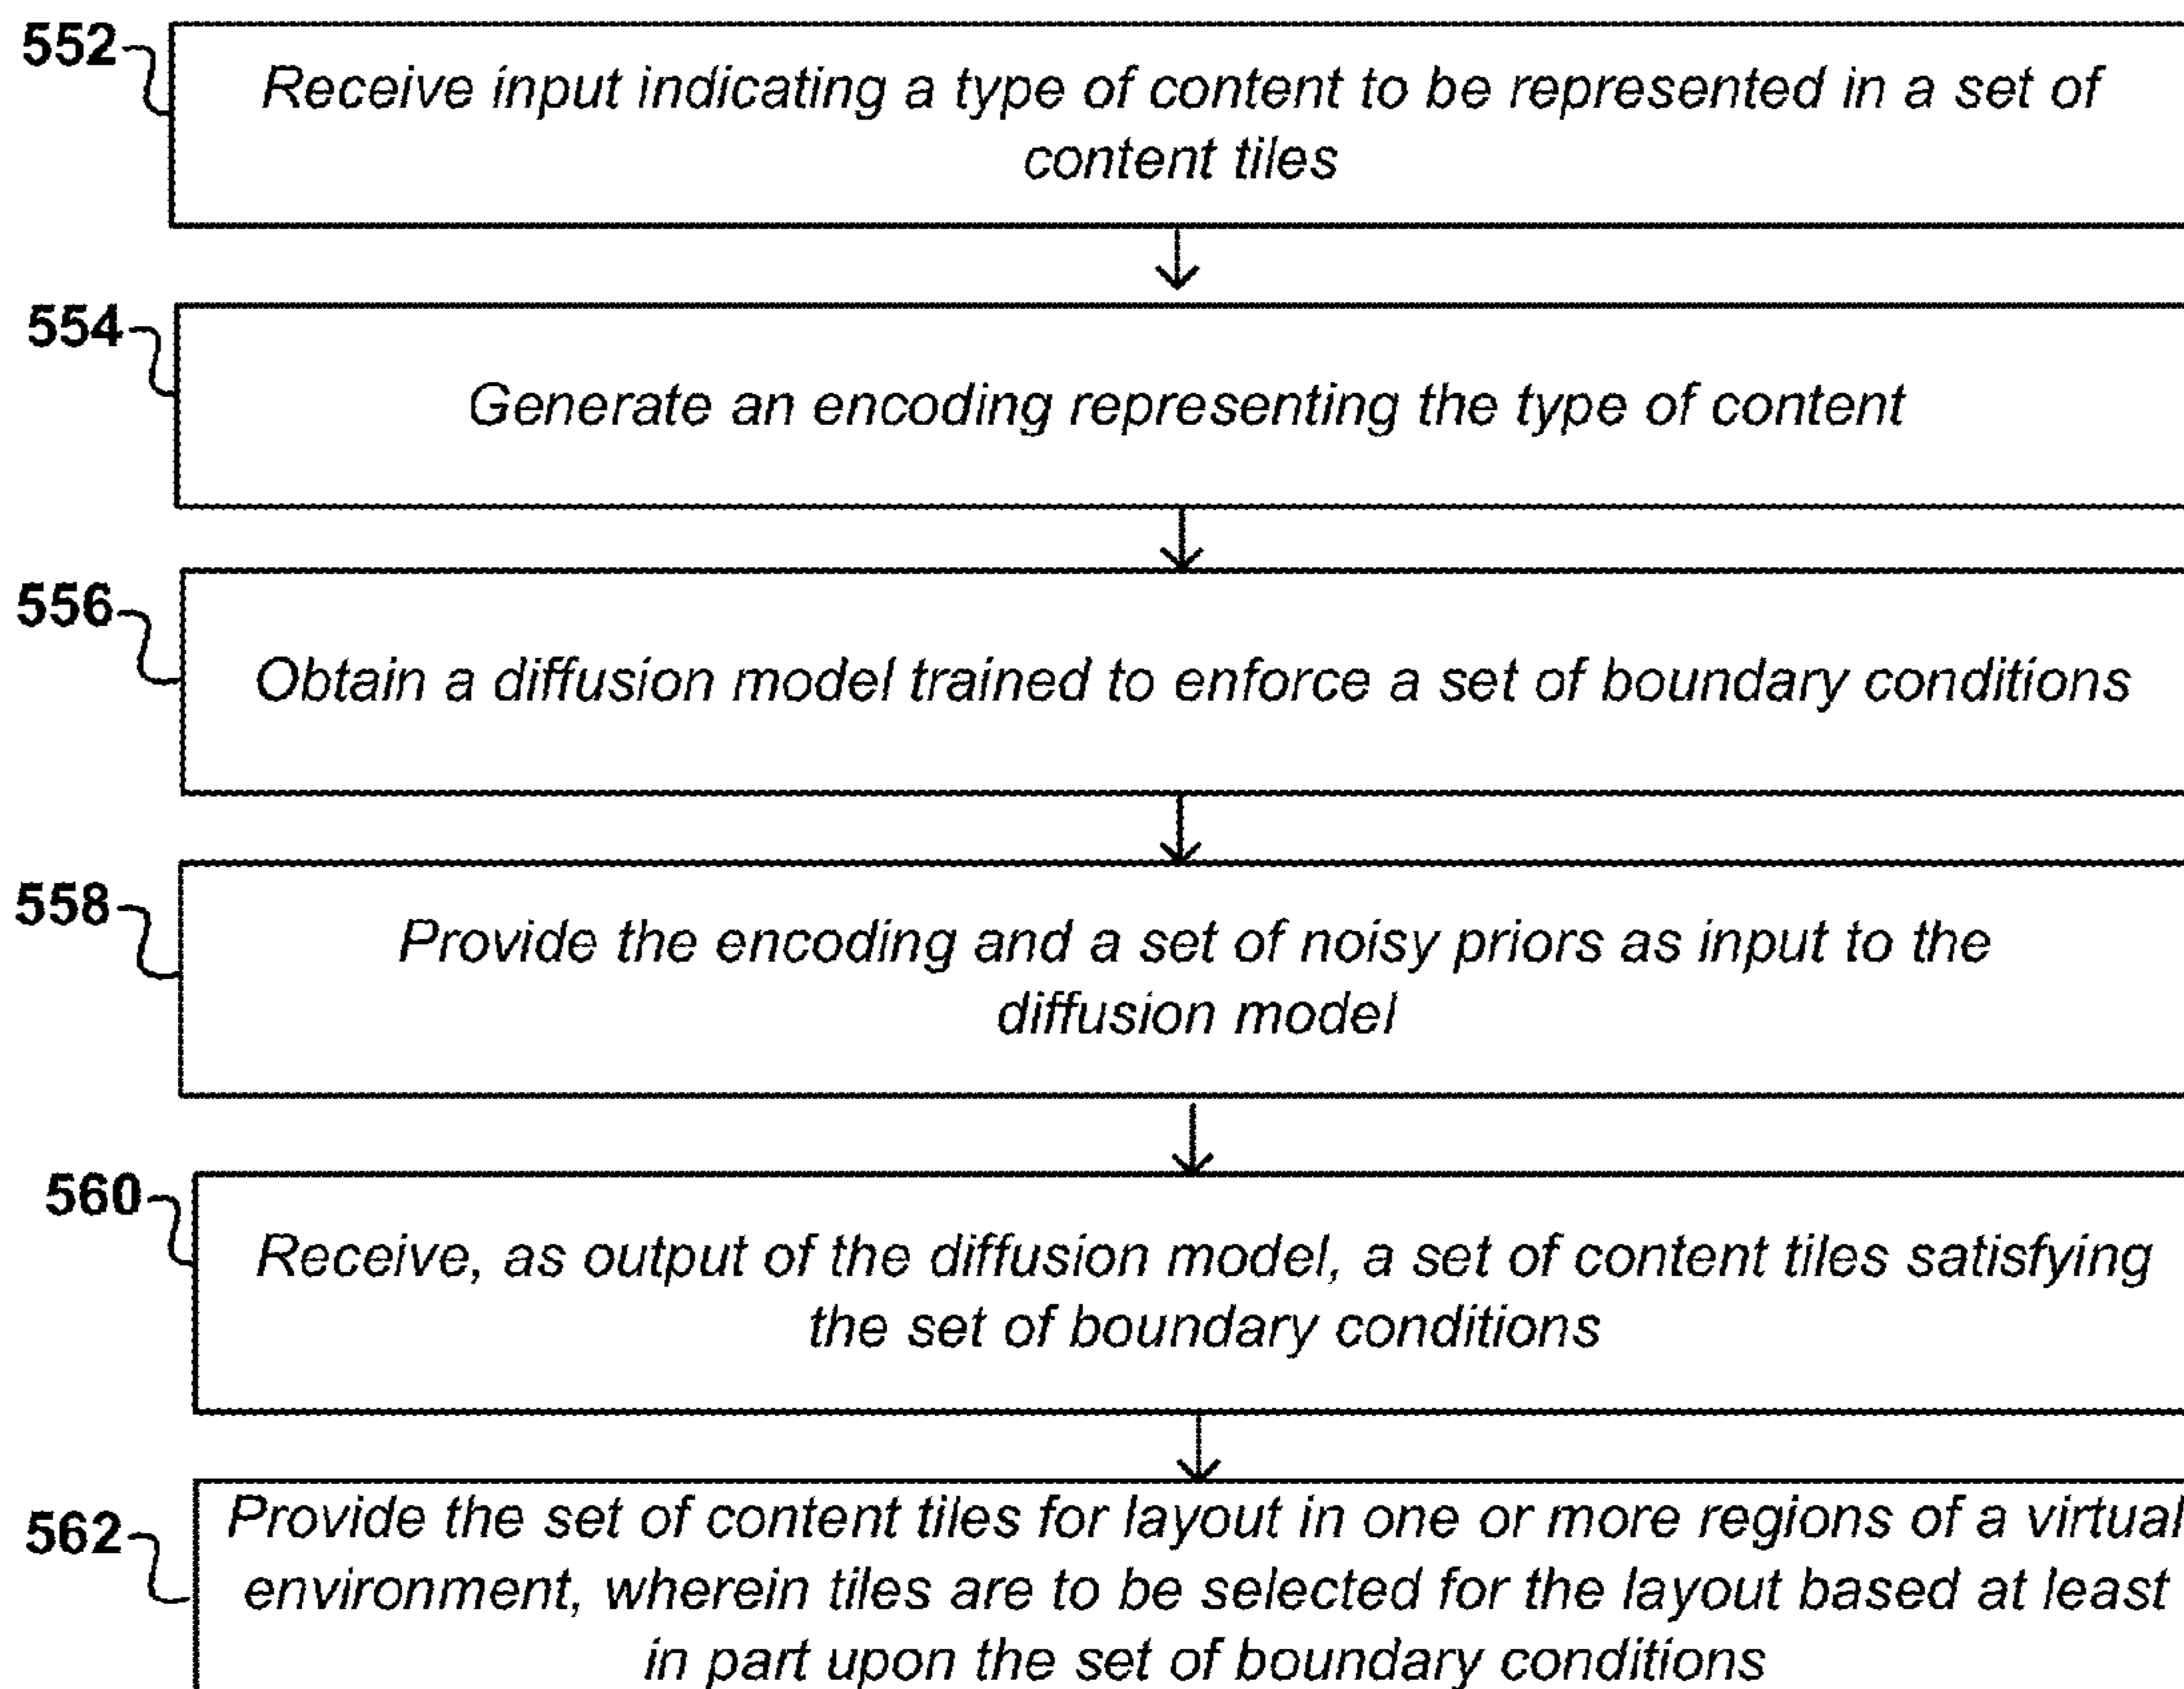 552
Receive input indicating a type of content to be represented in a set of
content tiles
554
Generate an encoding representing the type of content
556
Obtain a diffusion model trained to enforce a set of boundary conditions
558
Provide the encoding and a set of noisy priors as input to the
diffusion model
560
Receive, as output of the diffusion model, a set of content tiles satisfying
the set of boundary conditions
562
Provide the set of content tiles for layout in one or more regions of a virtual
environment, wherein tiles are to be selected for the layout based at least
in part upon the set of boundary conditions